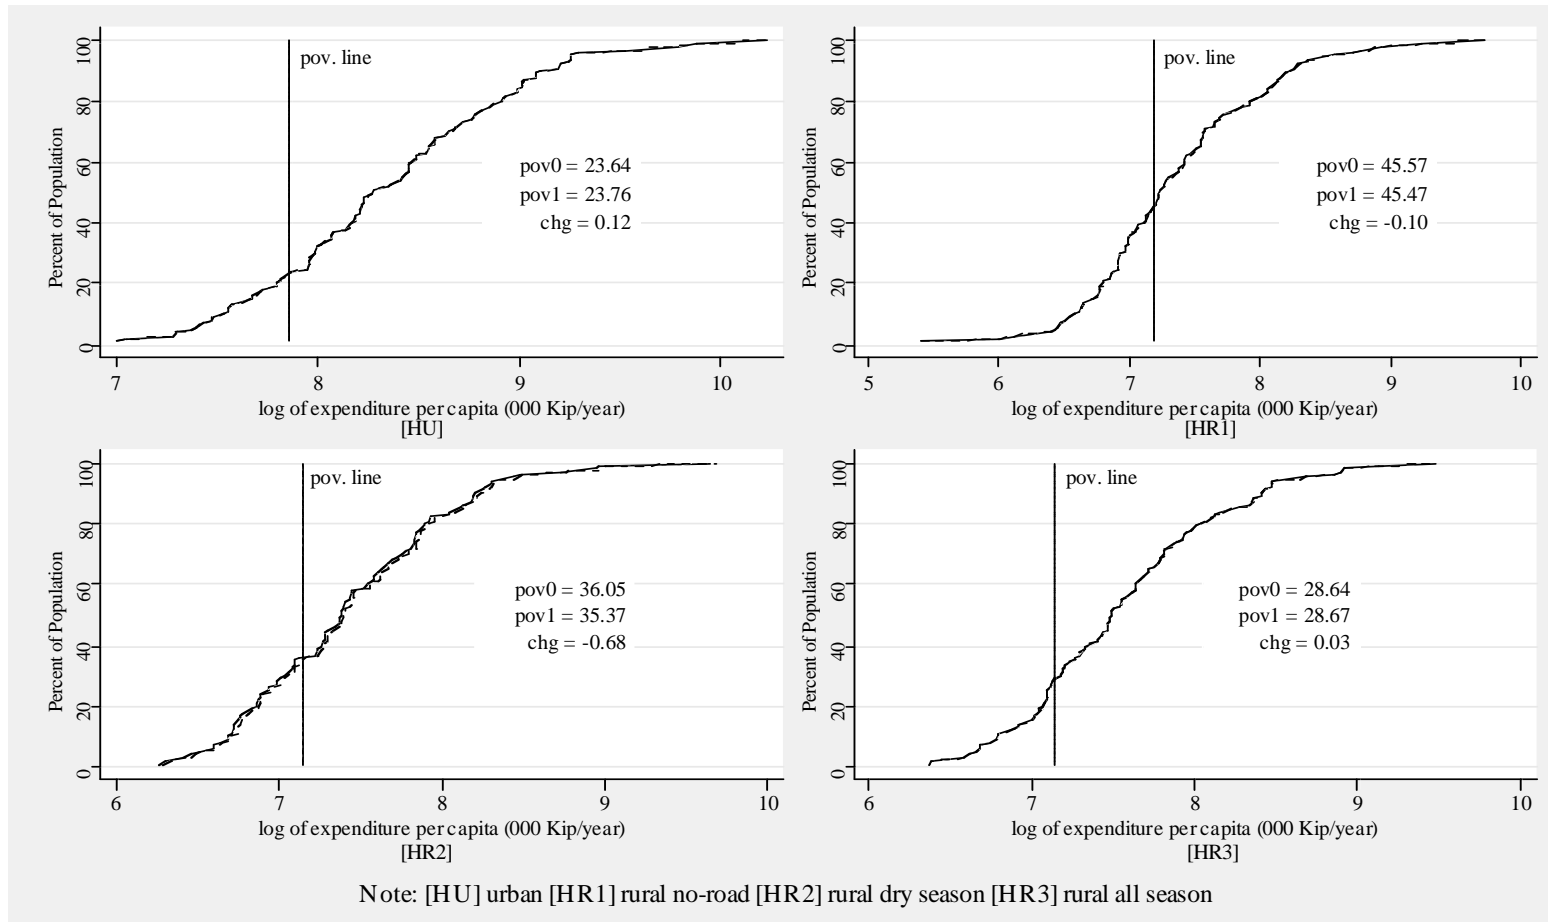 100
80
60
40
20
0
Percent of Population
pov. line
pov0 = 23.64
pov1 = 23.76
chg = 0.12
7 8 9 10
log of expenditure per capita (000 Kip/year)
[HU]
100
80
60
40
20
0
Percent of Population
pov. line
pov0 = 45.57
pov1 = 45.47
chg = -0.10
5 6 7 8 9 10
log of expenditure per capita (000 Kip/year)
[HR1]
100
80
60
40
20
0
Percent of Population
pov. line
pov0 = 36.05
pov1 = 35.37
chg = -0.68
6 7 8 9 10
log of expenditure per capita (000 Kip/year)
[HR2]
100
80
60
40
20
0
Percent of Population
pov. line
pov0 = 28.64
pov1 = 28.67
chg = 0.03
6 7 8 9 10
log of expenditure per capita (000 Kip/year)
[HR3]
Note: [HU] urban [HR1] rural no-road [HR2] rural dry season [HR3] rural all season